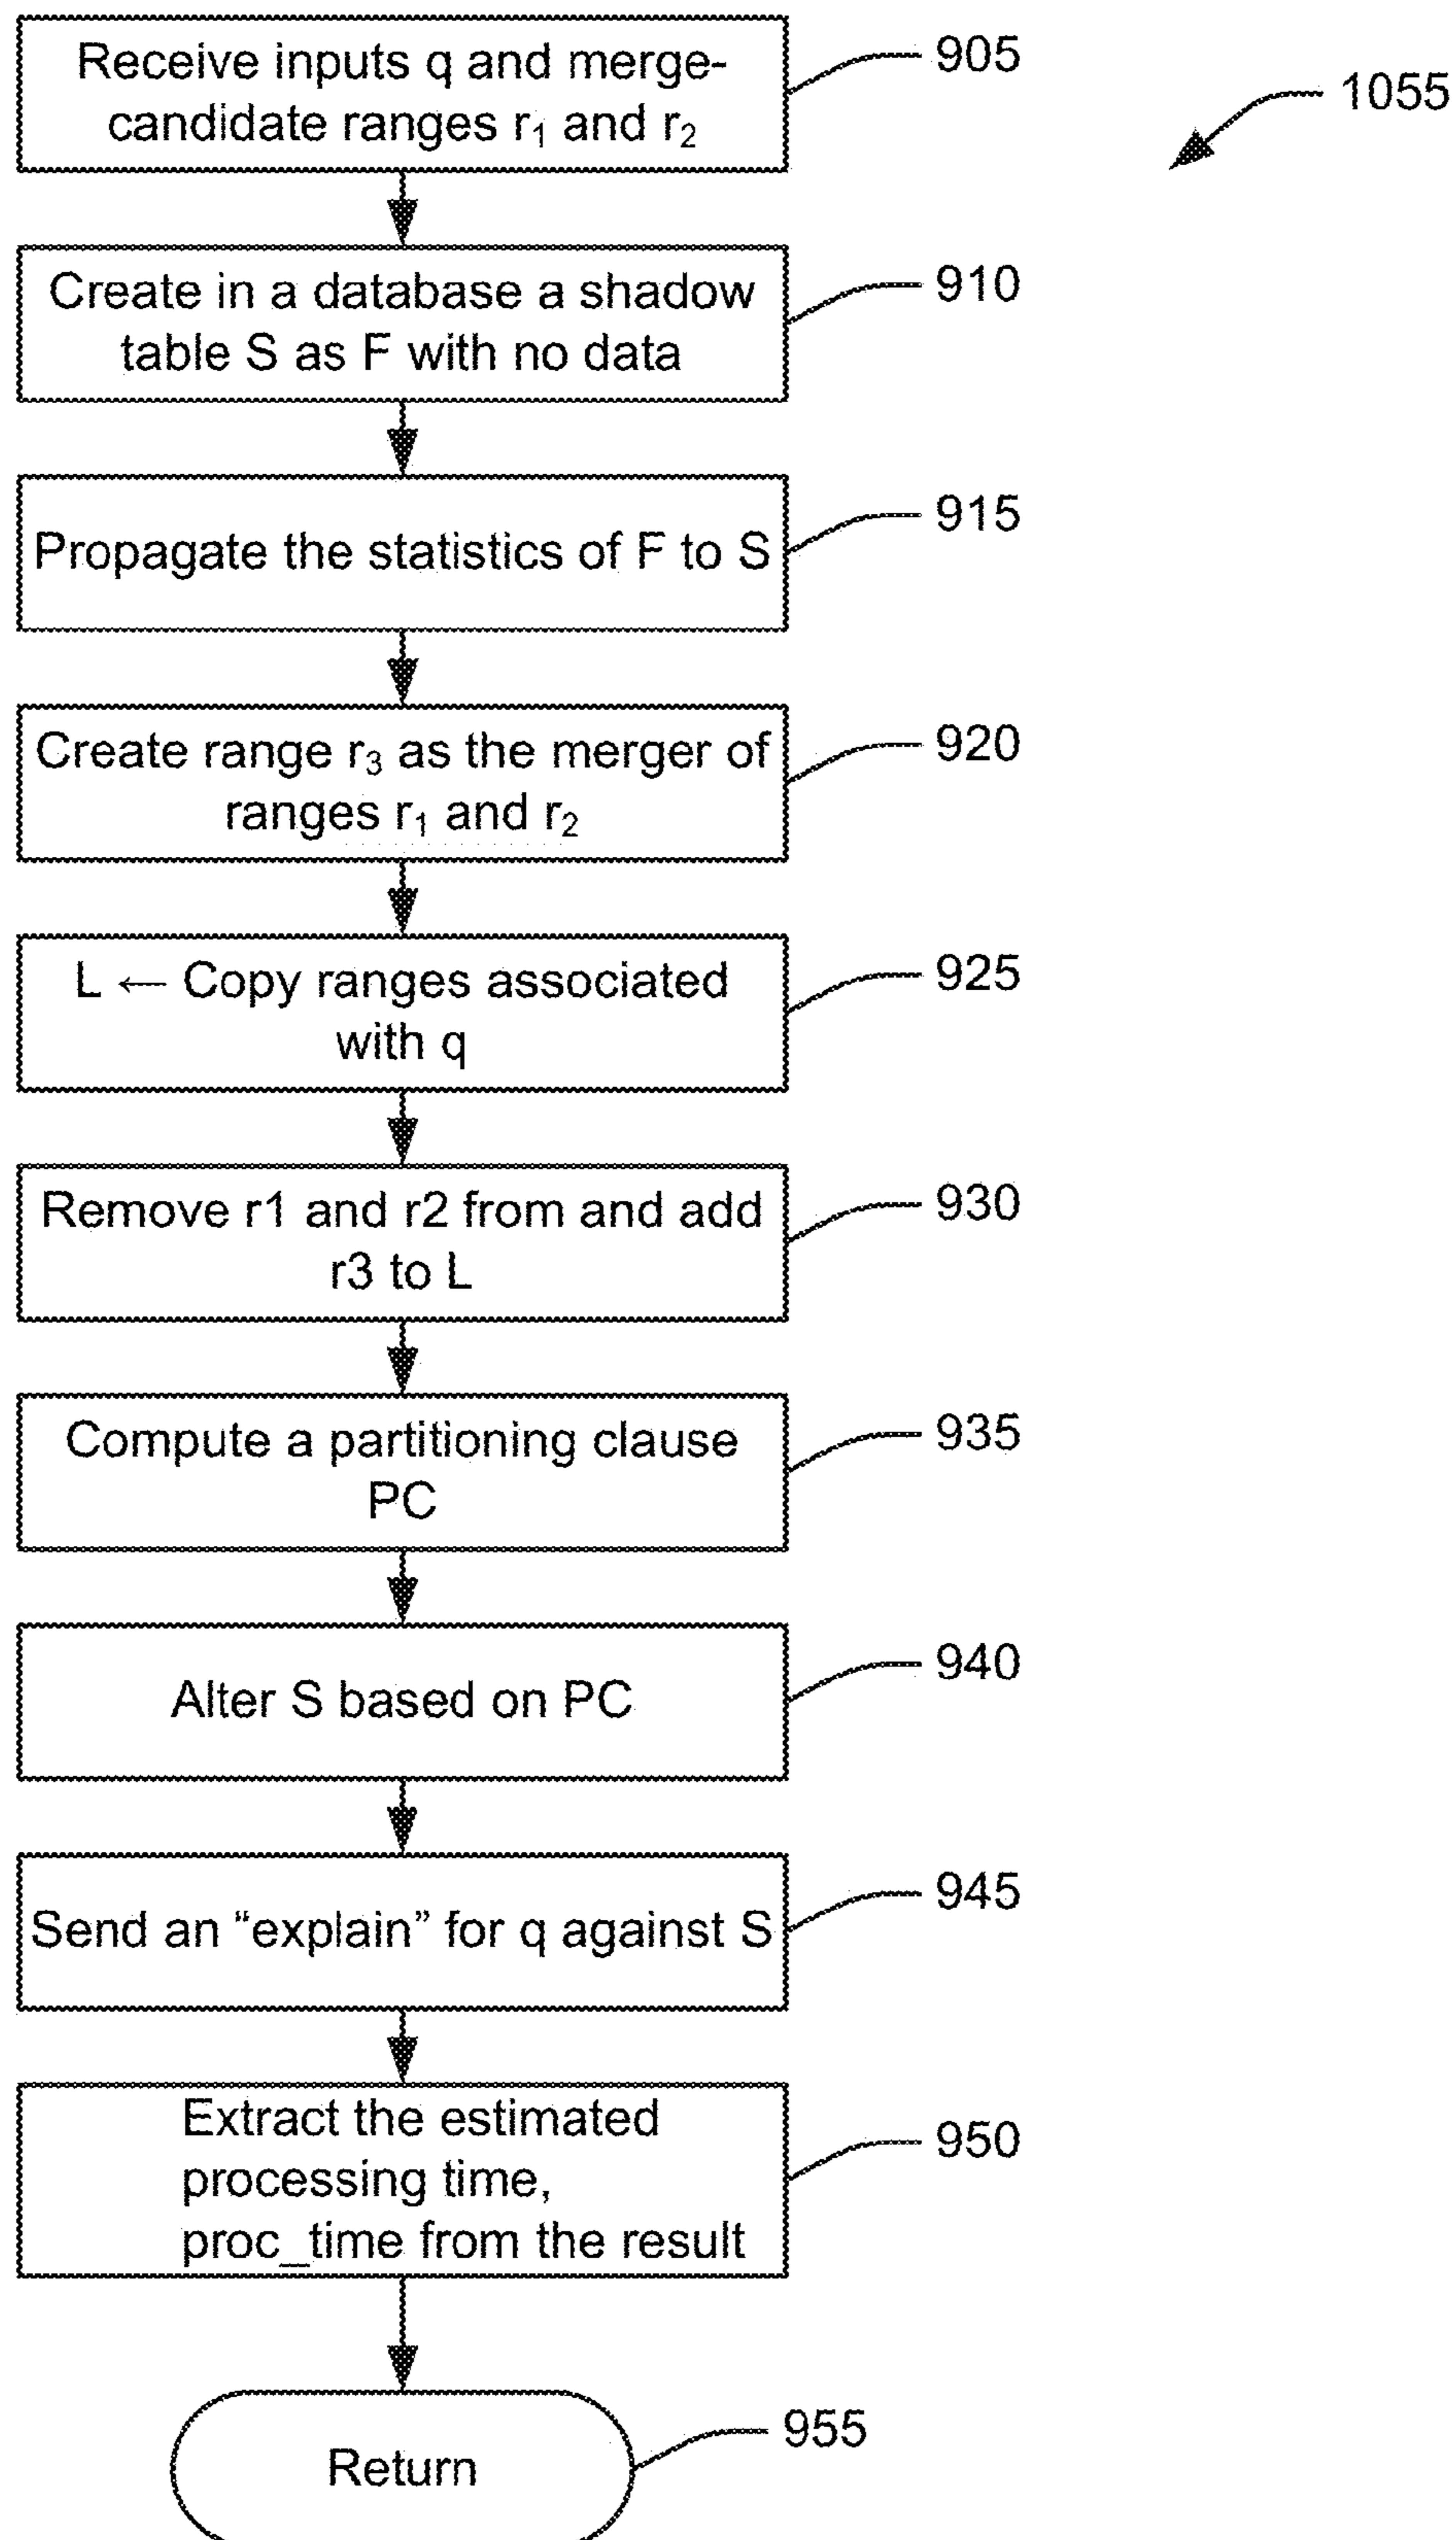 Receive inputs q and merge-
candidate ranges r₁ and r₂
905
1055
Create in a database a shadow
table S as F with no data
910
Propagate the statistics of F to S
915
Create range r₃ as the merger of
ranges r₁ and r₂
920
L ← Copy ranges associated
with q
925
Remove r1 and r2 from and add
r3 to L
930
Compute a partitioning clause
PC
935
Alter S based on PC
940
Send an “explain” for q against S
945
Extract the estimated
processing time,
proc_time from the result
950
Return
955